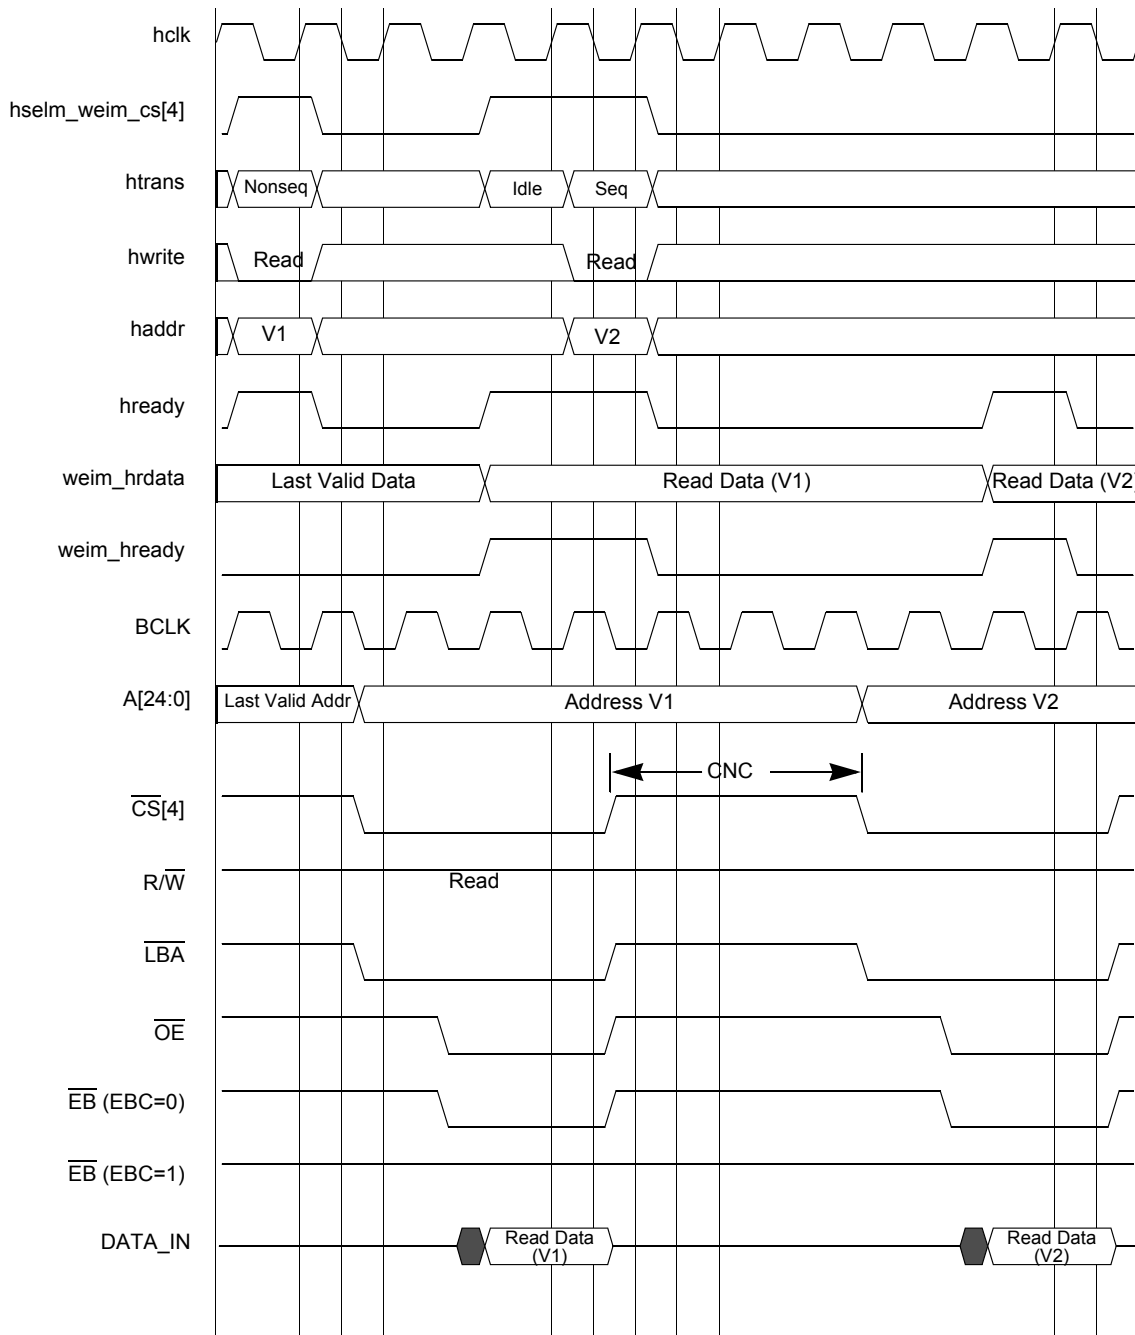 hclk
hselm_weim_cs[4]
htrans Nonseq Idle Seq
hwrite Read Read
haddr V1 V2
hready
weim_hrdata Last Valid Data Read Data (V1) Read Data (V2)
weim_hready
BCLK
A[24:0] Last Valid Addr Address V1 Address V2
CNC
CS[4]
R/W Read
LBA
OE
EB (EBC=0)
EB (EBC=1)
DATA_IN Read Data Read Data
(V1) (V2)